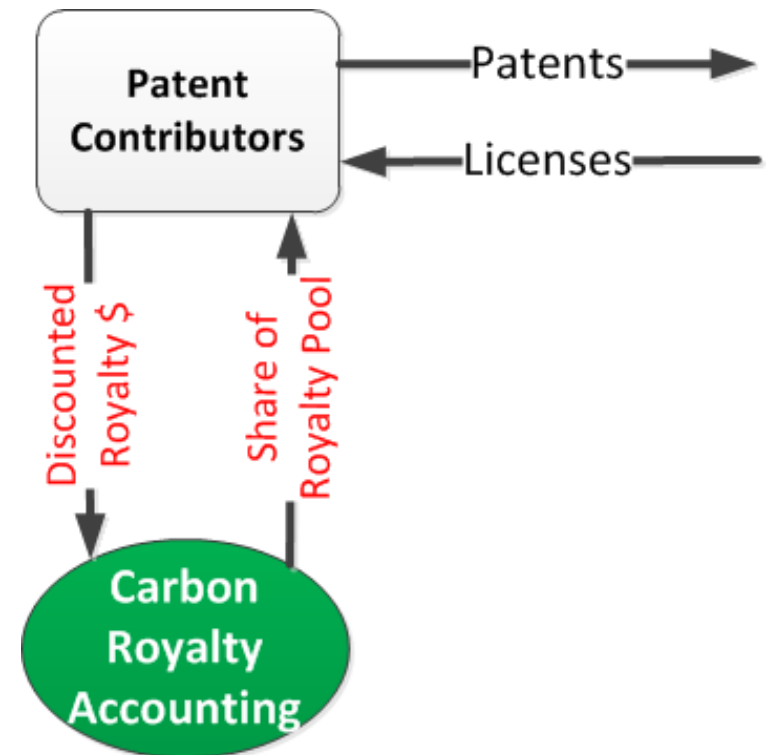 Patent
Contributors
Patents
Licenses
Discounted
Royalty $
Share of
Royalty Pool
Carbon
Royalty
Accounting